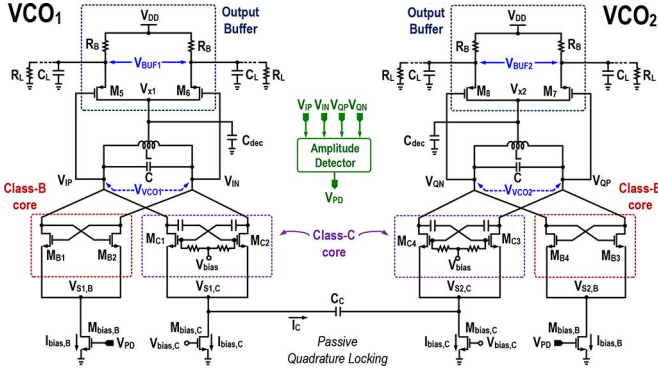 VCO1
Output Buffer
VCO2
VDD
VDD
RB
RB
RB
RB
RL
CL
VBUF1
CL
RL
RL
CL
VBUF2
CL
RL
M5
Vx1
M6
M8
Vx2
M7
VIP VIN VQP VQN
Cdec
Cdec
L
Amplitude Detector
L
C
C
VIP
VVCO1
VIN
VPD
VQN
VVCO2
VQP
Class-B core
Class-B core
MB1
MB2
MC1
MC2
Class-C core
MC4
MC3
MB4
MB3
Vbias
Vbias
VS1,B
VS1,C
VS2,C
VS2,B
CC
IC
Mbias,B
Mbias,C
Passive Quadrature Locking
Mbias,C
Mbias,B
Ibias,B
VPD
Vbias,C
Ibias,C
Ibias,C
Vbias,C
VPD
Ibias,B